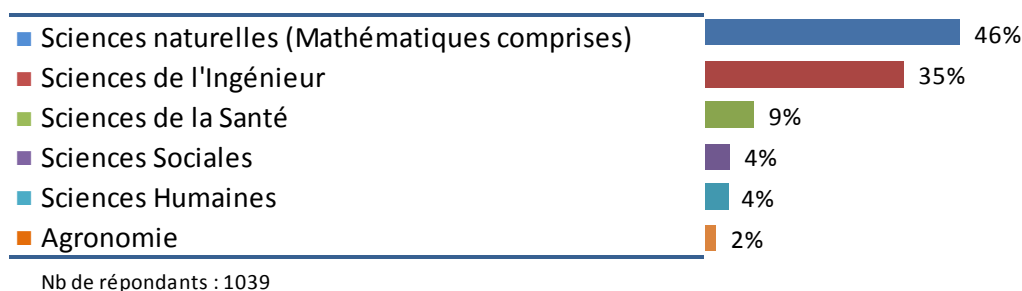 Sciences naturelles (Mathématiques comprises) 46%
Sciences de l'Ingénieur 35%
Sciences de la Santé 9%
Sciences Sociales 4%
Sciences Humaines 4%
Agronomie 2%
Nb de répondants : 1039